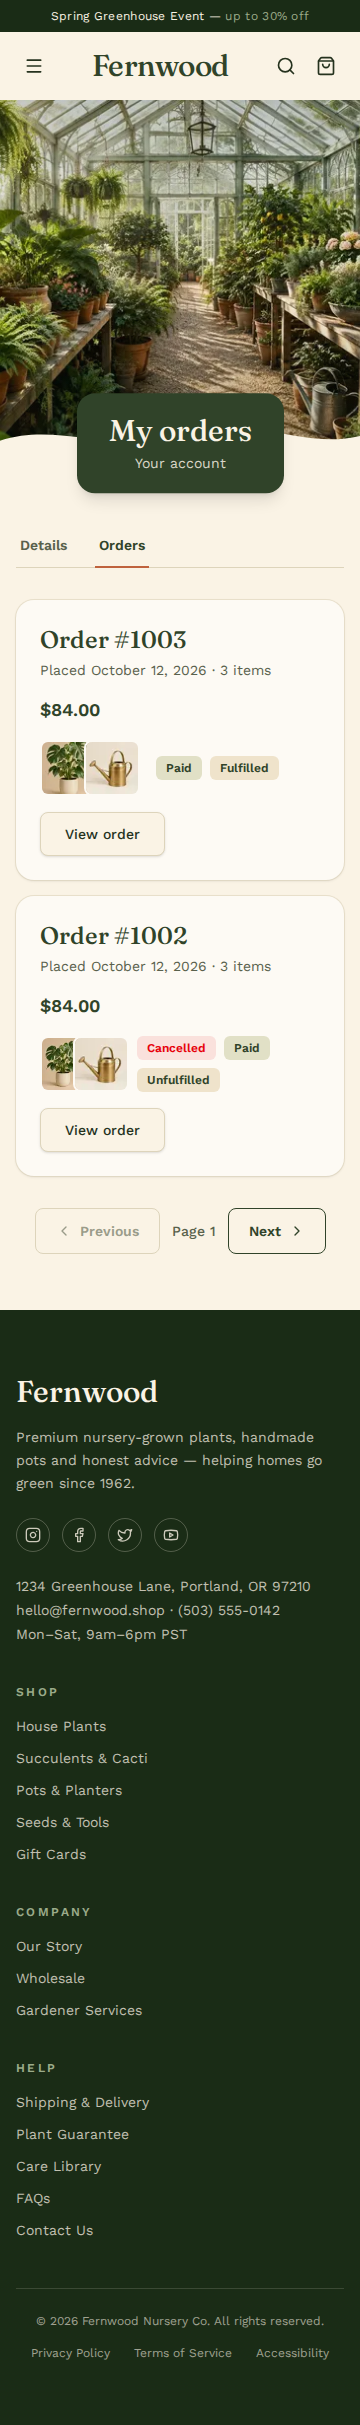 Spring Greenhouse Event — up to 30% off
Fernwood
My orders
Your account
Details
Orders
Order #1003
Placed October 12, 2026 · 3 items
$84.00
Paid
Fulfilled
View order
Order #1002
Placed October 12, 2026 · 3 items
$84.00
Cancelled
Paid
Unfulfilled
View order
Previous
Page 1
Next
Fernwood
Premium nursery-grown plants, handmade
pots and honest advice — helping homes go
green since 1962.
1234 Greenhouse Lane, Portland, OR 97210
hello@fernwood.shop · (503) 555-0142
Mon–Sat, 9am–6pm PST
SHOP
House Plants
Succulents & Cacti
Pots & Planters
Seeds & Tools
Gift Cards
COMPANY
Our Story
Wholesale
Gardener Services
HELP
Shipping & Delivery
Plant Guarantee
Care Library
FAQs
Contact Us
© 2026 Fernwood Nursery Co. All rights reserved.
Privacy Policy
Terms of Service
Accessibility